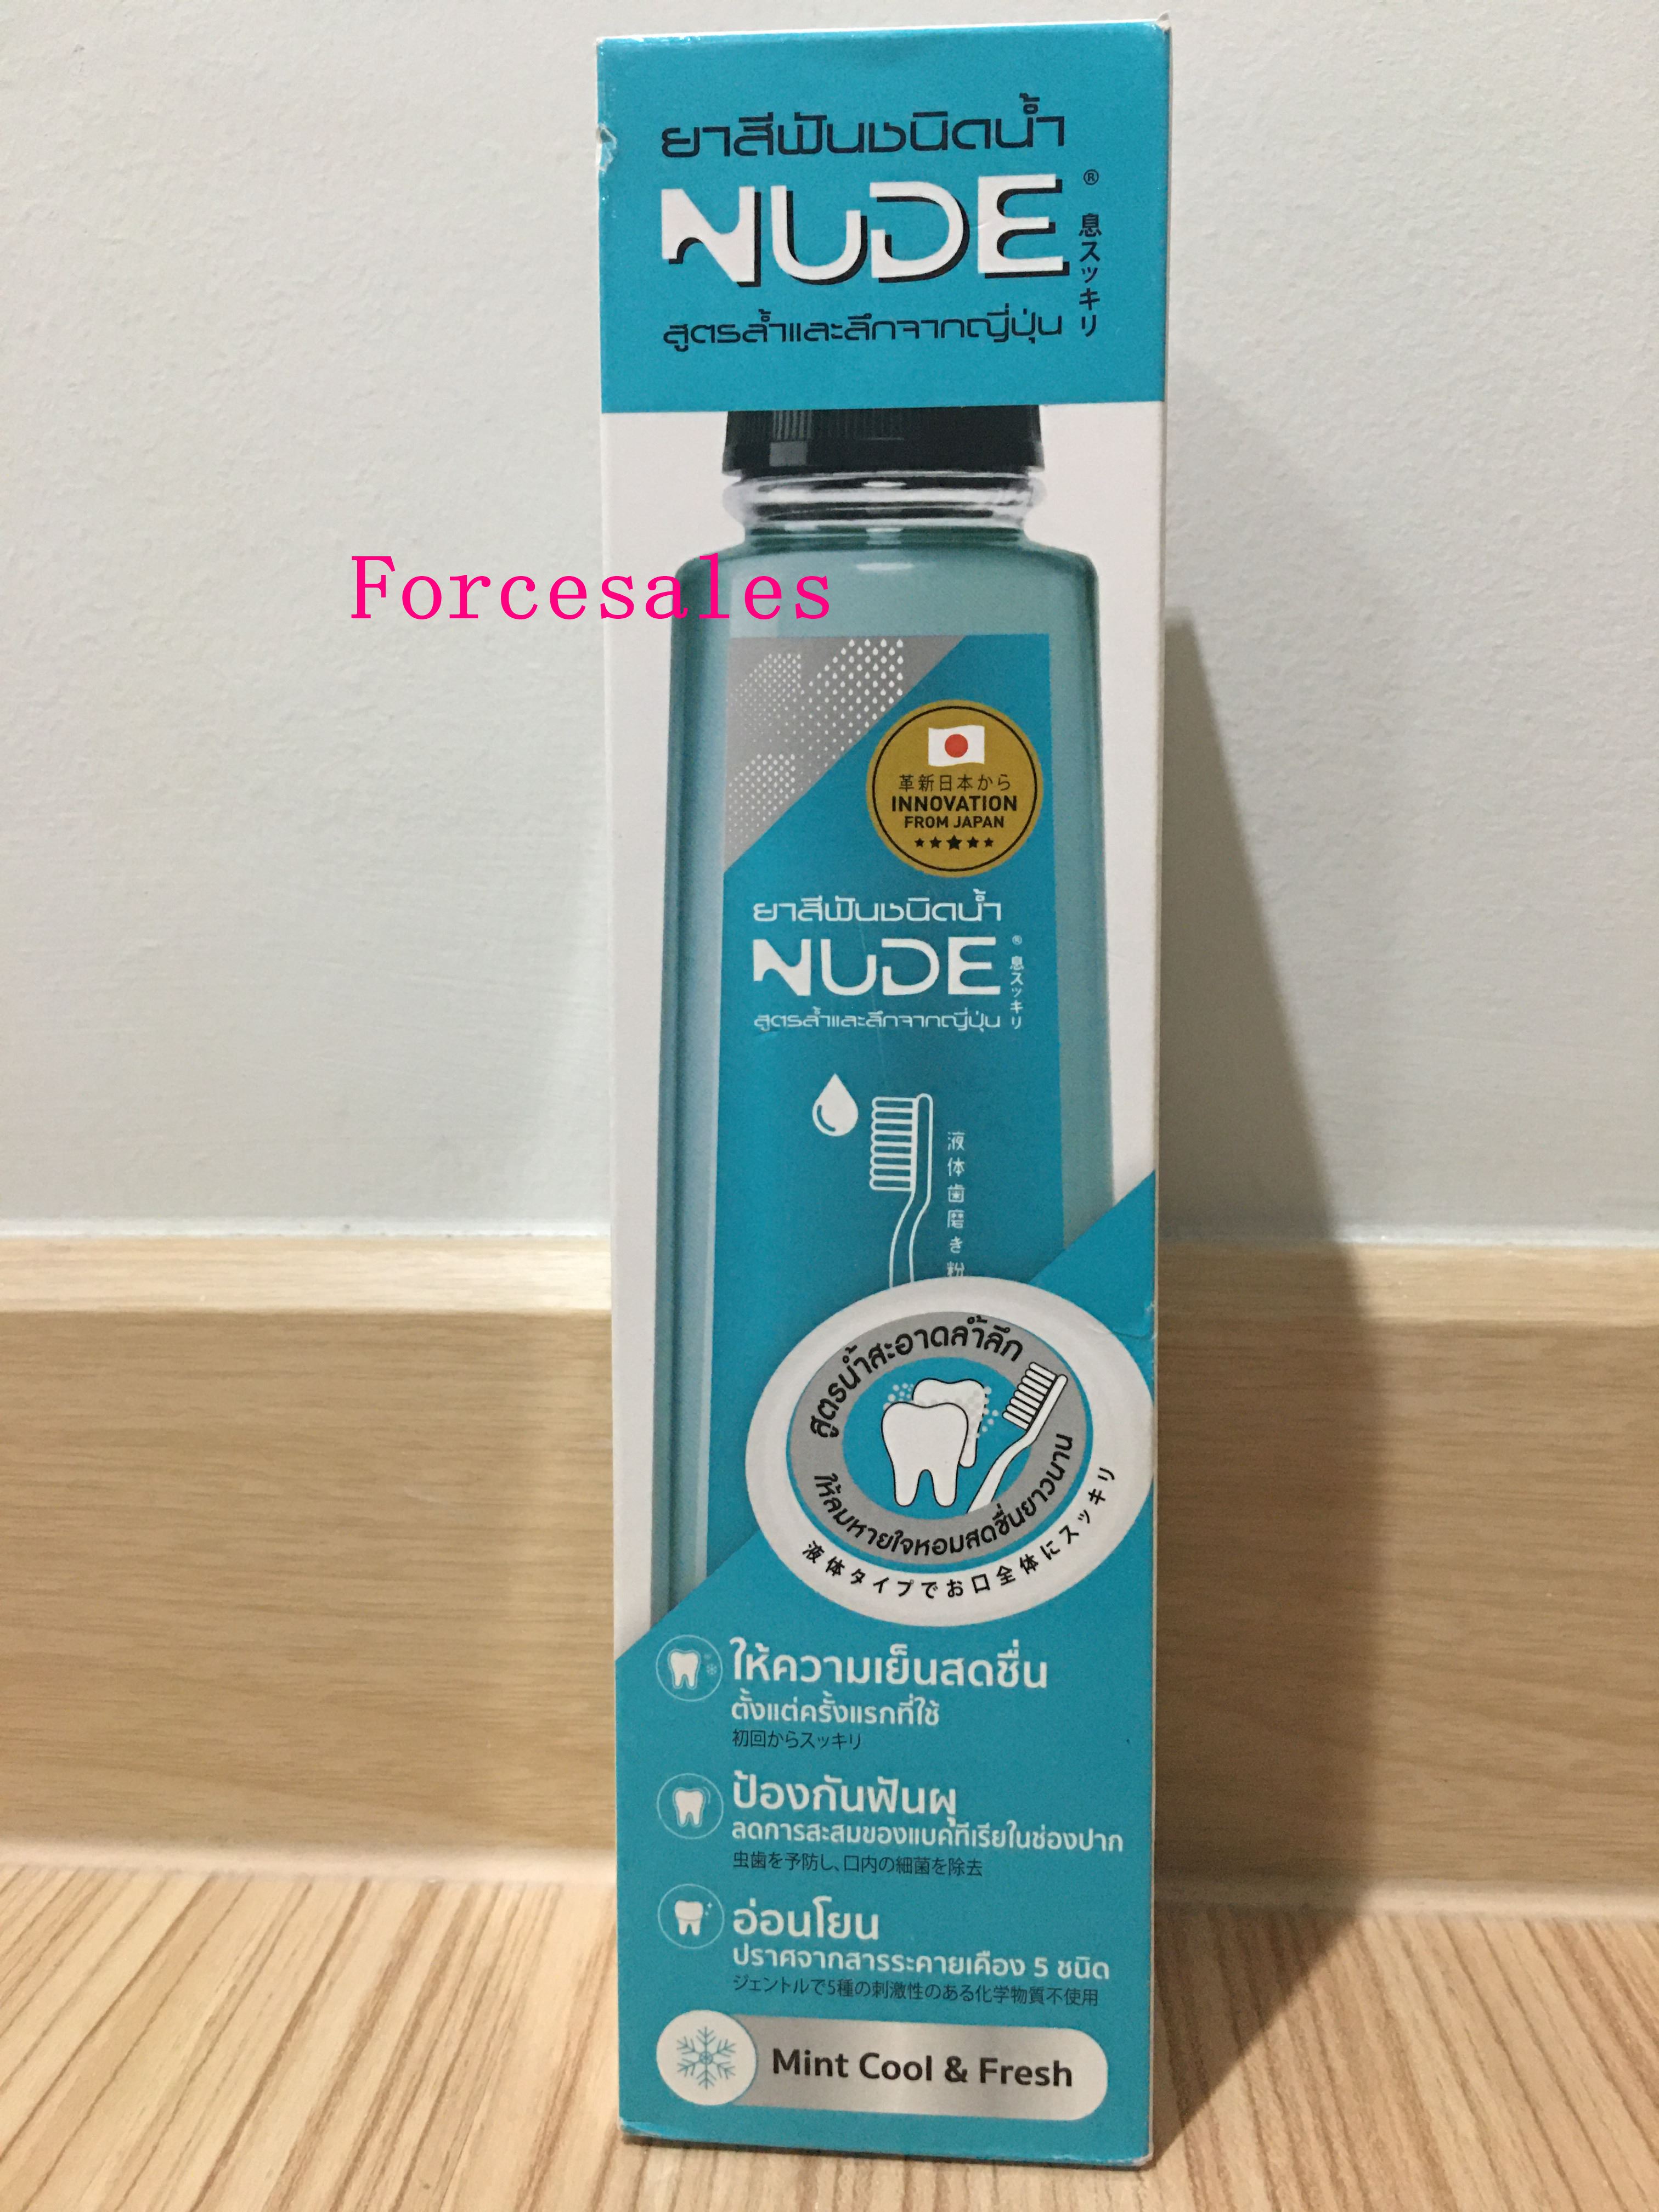 ยาสีฟันชนิดน้ำ
NUDE®
息スッキリ
สูตรล้ำและลึกจากญี่ปุ่น
Forcesales
革新日本から
INNOVATION
FROM JAPAN
ยาสีฟันชนิดน้ำ
NUDE®
息スッキリ
สูตรล้ำและลึกจากญี่ปุ่น
液体歯磨き粉
สูตรน้ำสะอาดล้ำลึก
ให้ลมหายใจหอมสดชื่นยาวนาน
液体タイプでお口全体にスッキリ
ให้ความเย็นสดชื่น
ตั้งแต่ครั้งแรกที่ใช้
初回からスッキリ
ป้องกันฟันผุ
ลดการสะสมของแบคทีเรียในช่องปาก
虫歯を予防し、口内の細菌を除去
อ่อนโยน
ปราศจากสารระคายเคือง 5 ชนิด
ジェントルで5種の刺激性のある化学物質不使用
Mint Cool & Fresh